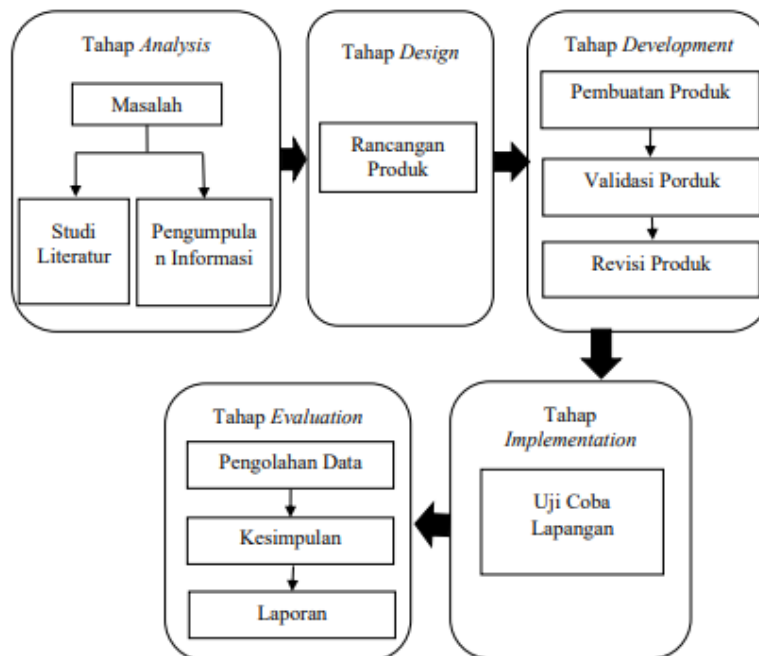 Tahap Analysis
Masalah
Studi
Literatur
Pengumpula
n Informasi
Tahap Design
Rancangan
Produk
Tahap Development
Pembuatan Produk
Validasi Porduk
Revisi Produk
Tahap
Implementation
Uji Coba
Lapangan
Tahap Evaluation
Pengolahan Data
Kesimpulan
Laporan